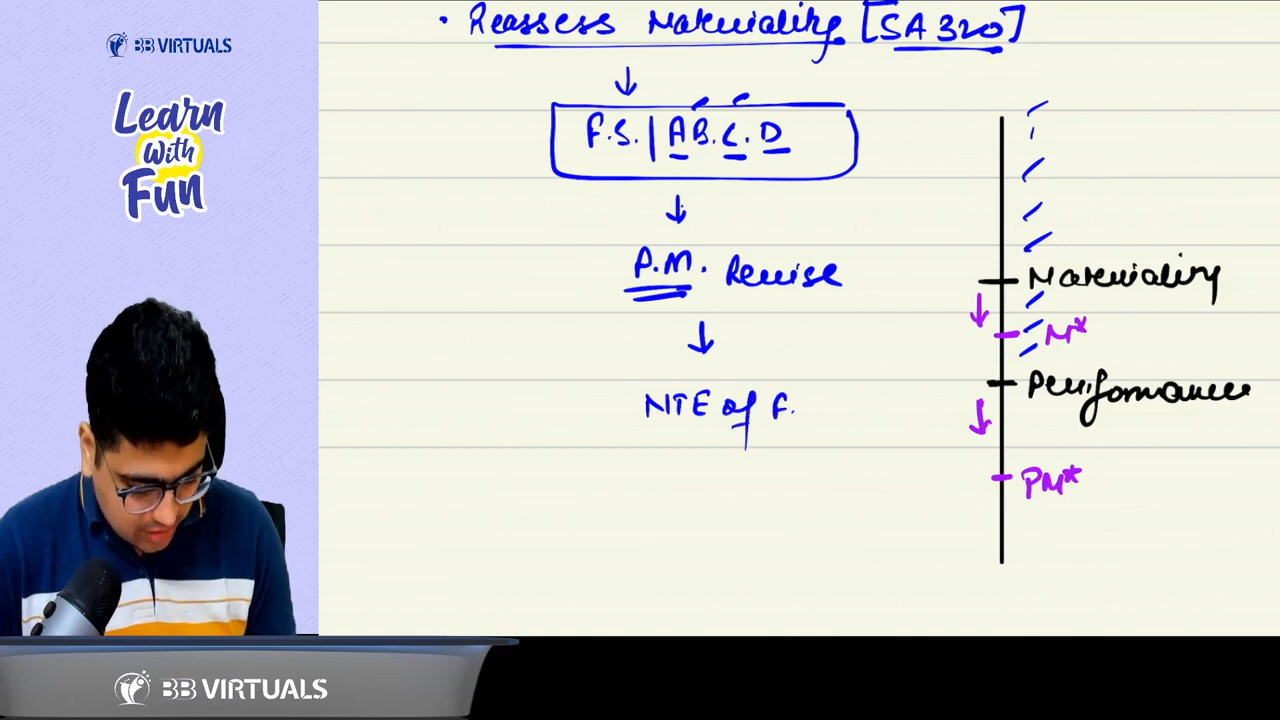 BB VIRTUALS
Learn
With
Fun
• Reassess Materiality [SA 320]
↓
F.S. | A B. C. D
↓
P.M. Revise
↓
NTE of F.
Materiality
↓
M*
Performance
↓
PM*
BB VIRTUALS